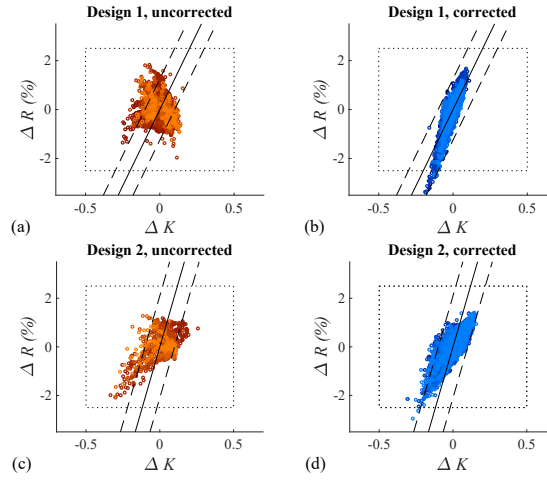 Design 1, uncorrected
Design 1, corrected
Δ R (%)
2
0
-2
-0.5
0
0.5
(a)
Δ K
Δ R (%)
2
0
-2
-0.5
0
0.5
(b)
Δ K
Design 2, uncorrected
Design 2, corrected
Δ R (%)
2
0
-2
-0.5
0
0.5
(c)
Δ K
Δ R (%)
2
0
-2
-0.5
0
0.5
(d)
Δ K